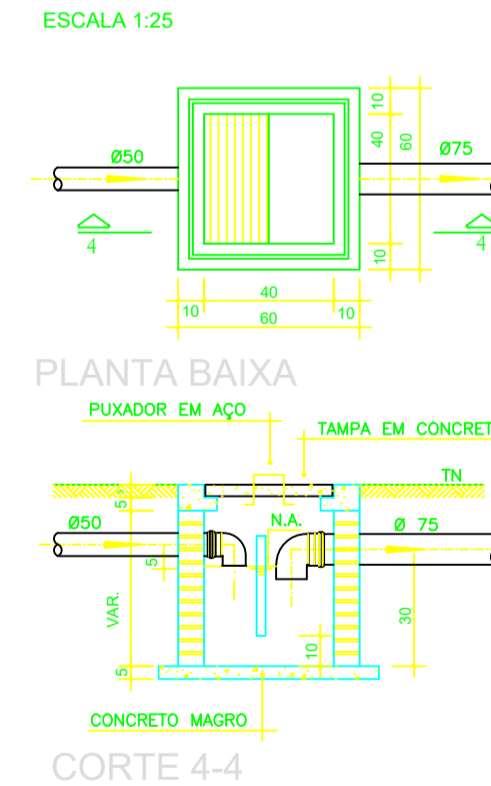 ESCALA 1:25
Ø50
Ø75
10
40
60
10
4
4
10
40
10
60
PLANTA BAIXA
PUXADOR EM AÇO
TAMPA EM CONCRET
TN
5
Ø50
N.A.
Ø 75
5
VAR.
30
10
5
CONCRETO MAGRO
CORTE 4-4